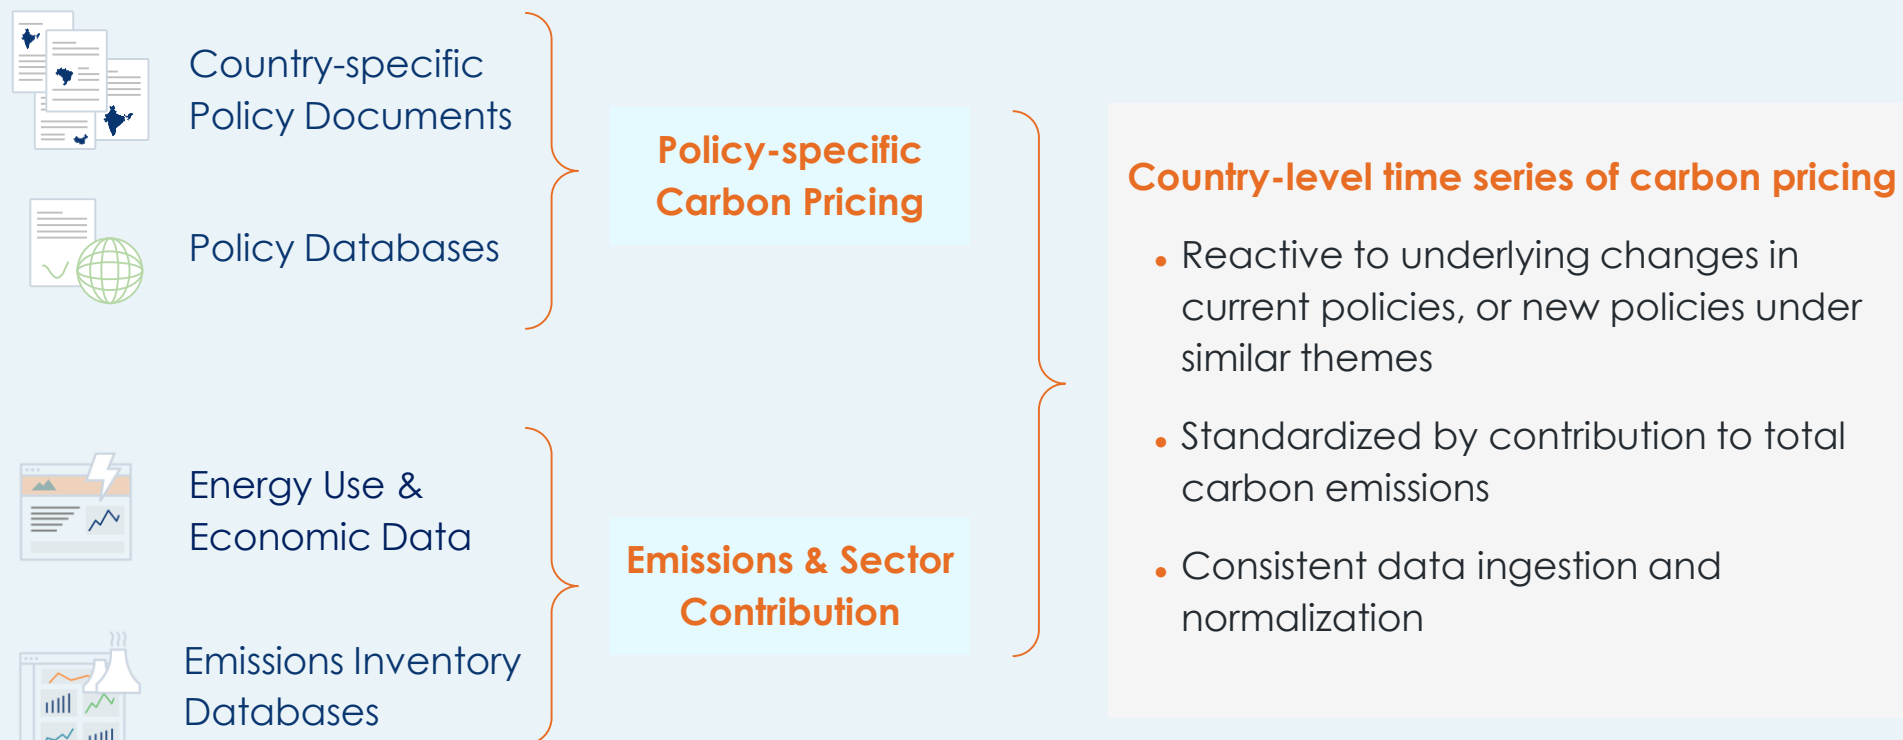 Country-specific
Policy Documents
Policy Databases
Energy Use &
Economic Data
Emissions Inventory
Databases
Policy-specific
Carbon Pricing
Emissions & Sector
Contribution
Country-level time series of carbon pricing
• Reactive to underlying changes in
current policies, or new policies under
similar themes
• Standardized by contribution to total
carbon emissions
• Consistent data ingestion and
normalization